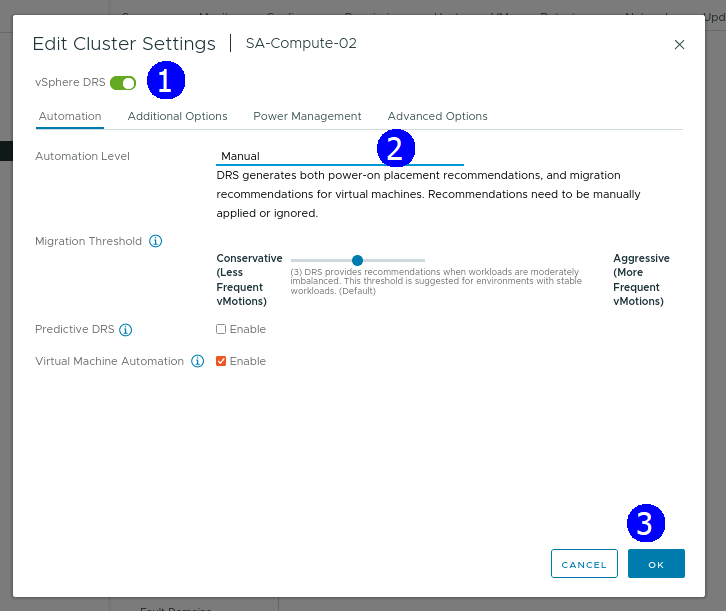 Edit Cluster Settings | SA-Compute-02
vSphere DRS
1
Automation Additional Options Power Management Advanced Options
2
Automation Level Manual
DRS generates both power-on placement recommendations, and migration
recommendations for virtual machines. Recommendations need to be manually
applied or ignored.
Migration Threshold
Conservative
(Less
Frequent
vMotions)
(3) DRS provides recommendations when workloads are moderately
imbalanced. This threshold is suggested for environments with stable
workloads. (Default)
Aggressive
(More
Frequent
vMotions)
Predictive DRS Enable
Virtual Machine Automation Enable
3
CANCEL OK